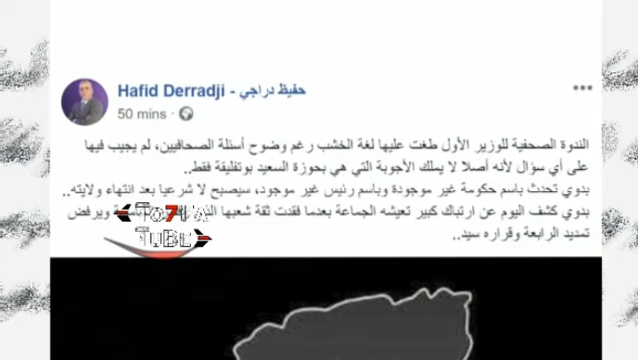 Hafid Derradji - حفيظ دراجي
50 mins
الندوة الصحفية للوزير الأول طغت عليها لغة الخشب رغم وضوح أسئلة الصحافيين، لم يجيب فيها
على أي سؤال لأنه أصلا لا يملك الأجوبة التي هي بحوزة السعيد بوتفليقة فقط..
بدوي تحدث باسم حكومة غير موجودة وباسم رئيس غير موجود، سيصبح لا شرعيا بعد انتهاء ولايته..
بدوي كشف اليوم عن ارتباك كبير تعيشه الجماعة بعدما فقدت ثقة شعبها ويرفض
تمديد الرابعة وقراره سيد..
To7fA
TUBE